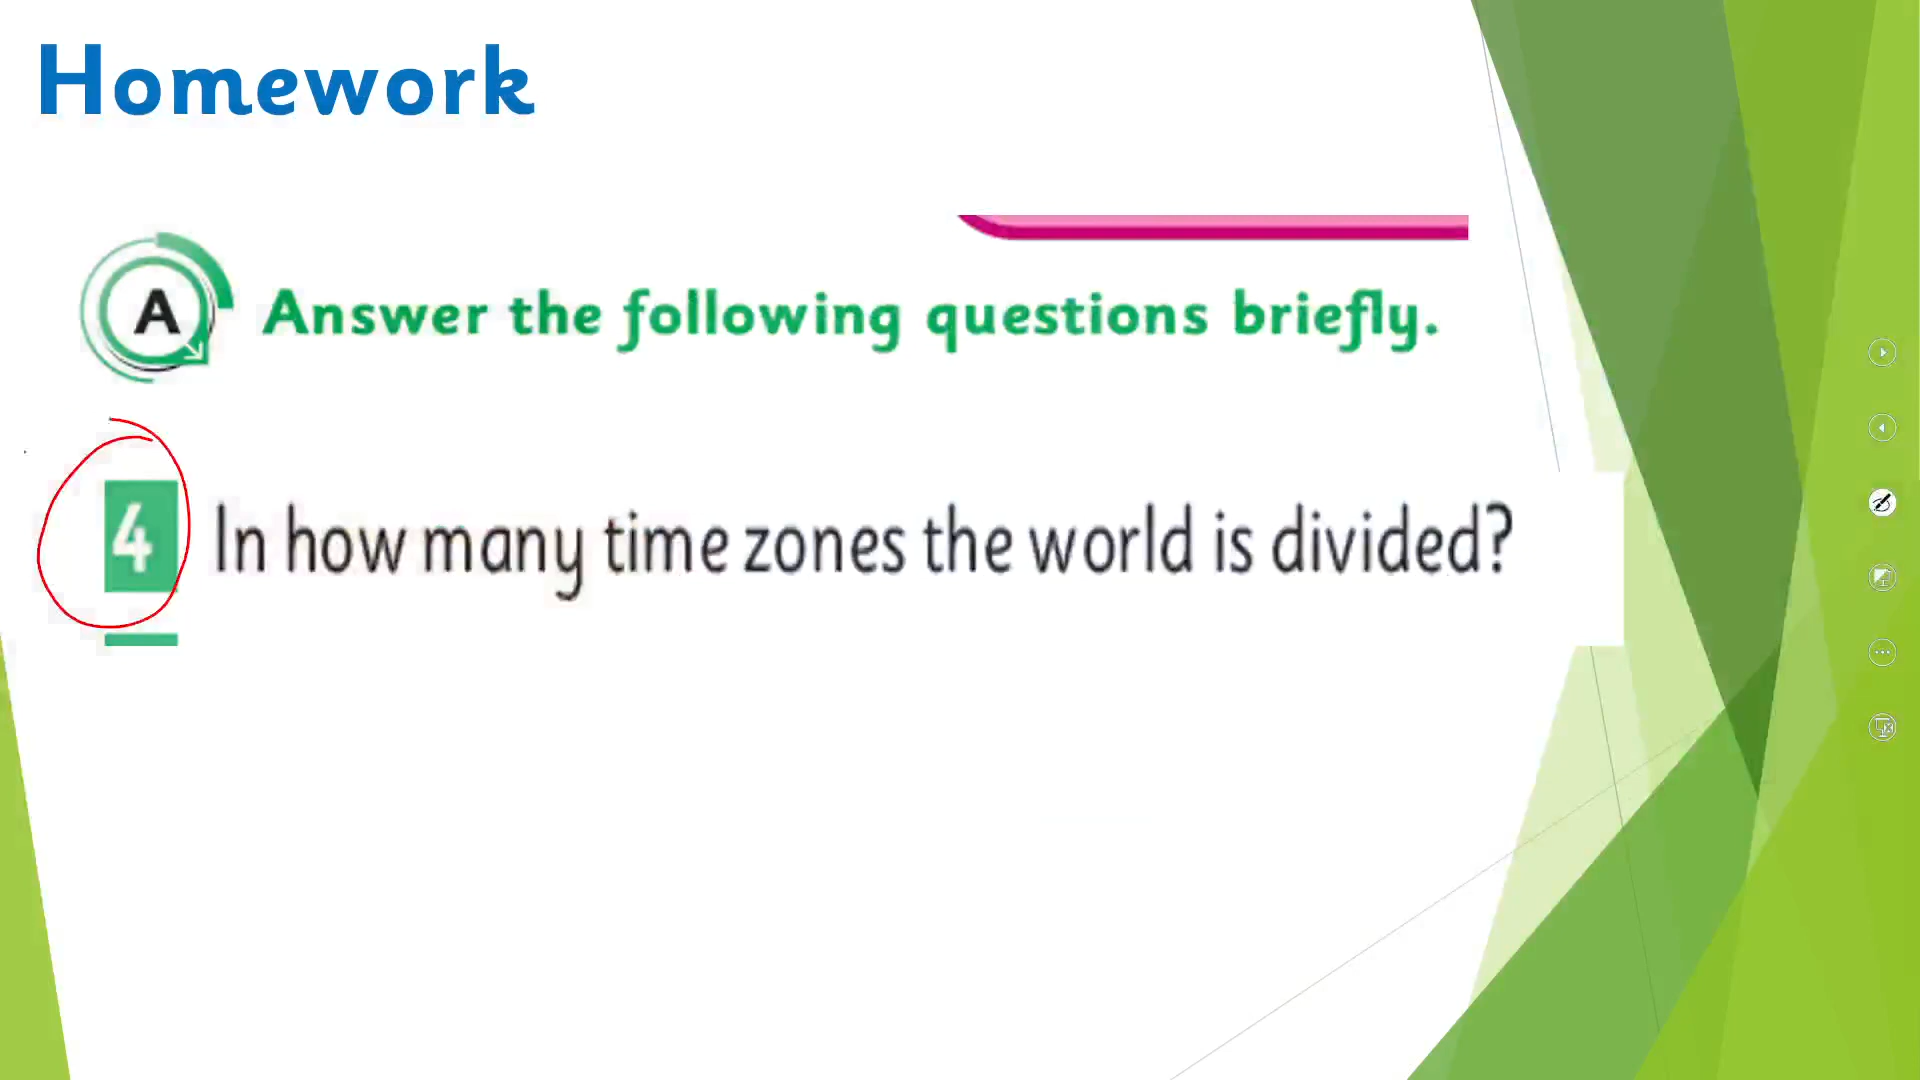 Homework
A Answer the following questions briefly.
4 In how many time zones the world is divided?